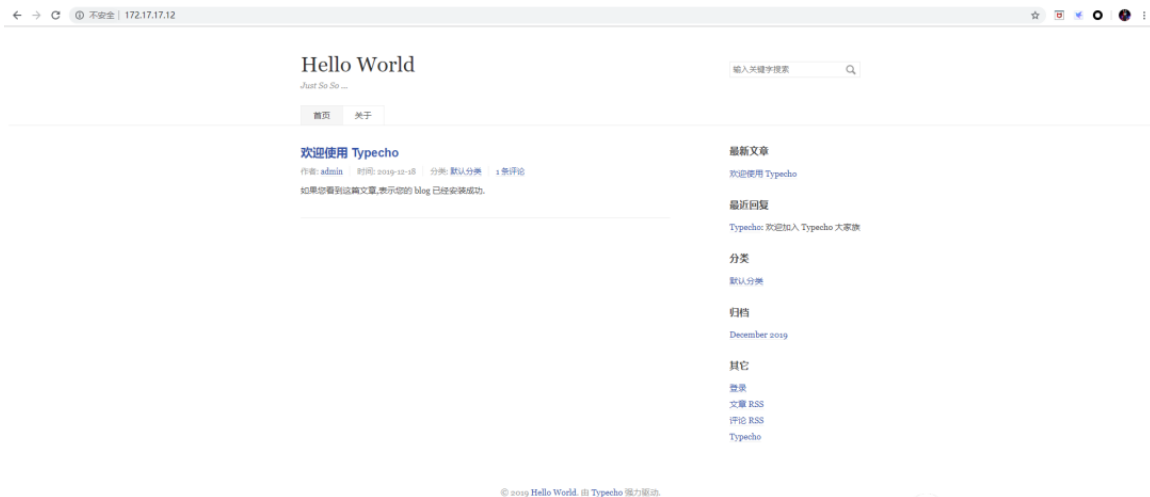 不安全 | 172.17.17.12
Hello World
输入关键字搜索
Just So So ...
首页 关于
欢迎使用 Typecho
作者: admin 时间: 2019-12-18 分类: 默认分类 1 条评论
如果您看到这篇文章,表示您的 blog 已经安装成功.
最新文章
欢迎使用 Typecho
最近回复
Typecho: 欢迎加入 Typecho 大家族
分类
默认分类
归档
December 2019
其它
登录
文章 RSS
评论 RSS
Typecho
© 2019 Hello World. 由 Typecho 强力驱动.